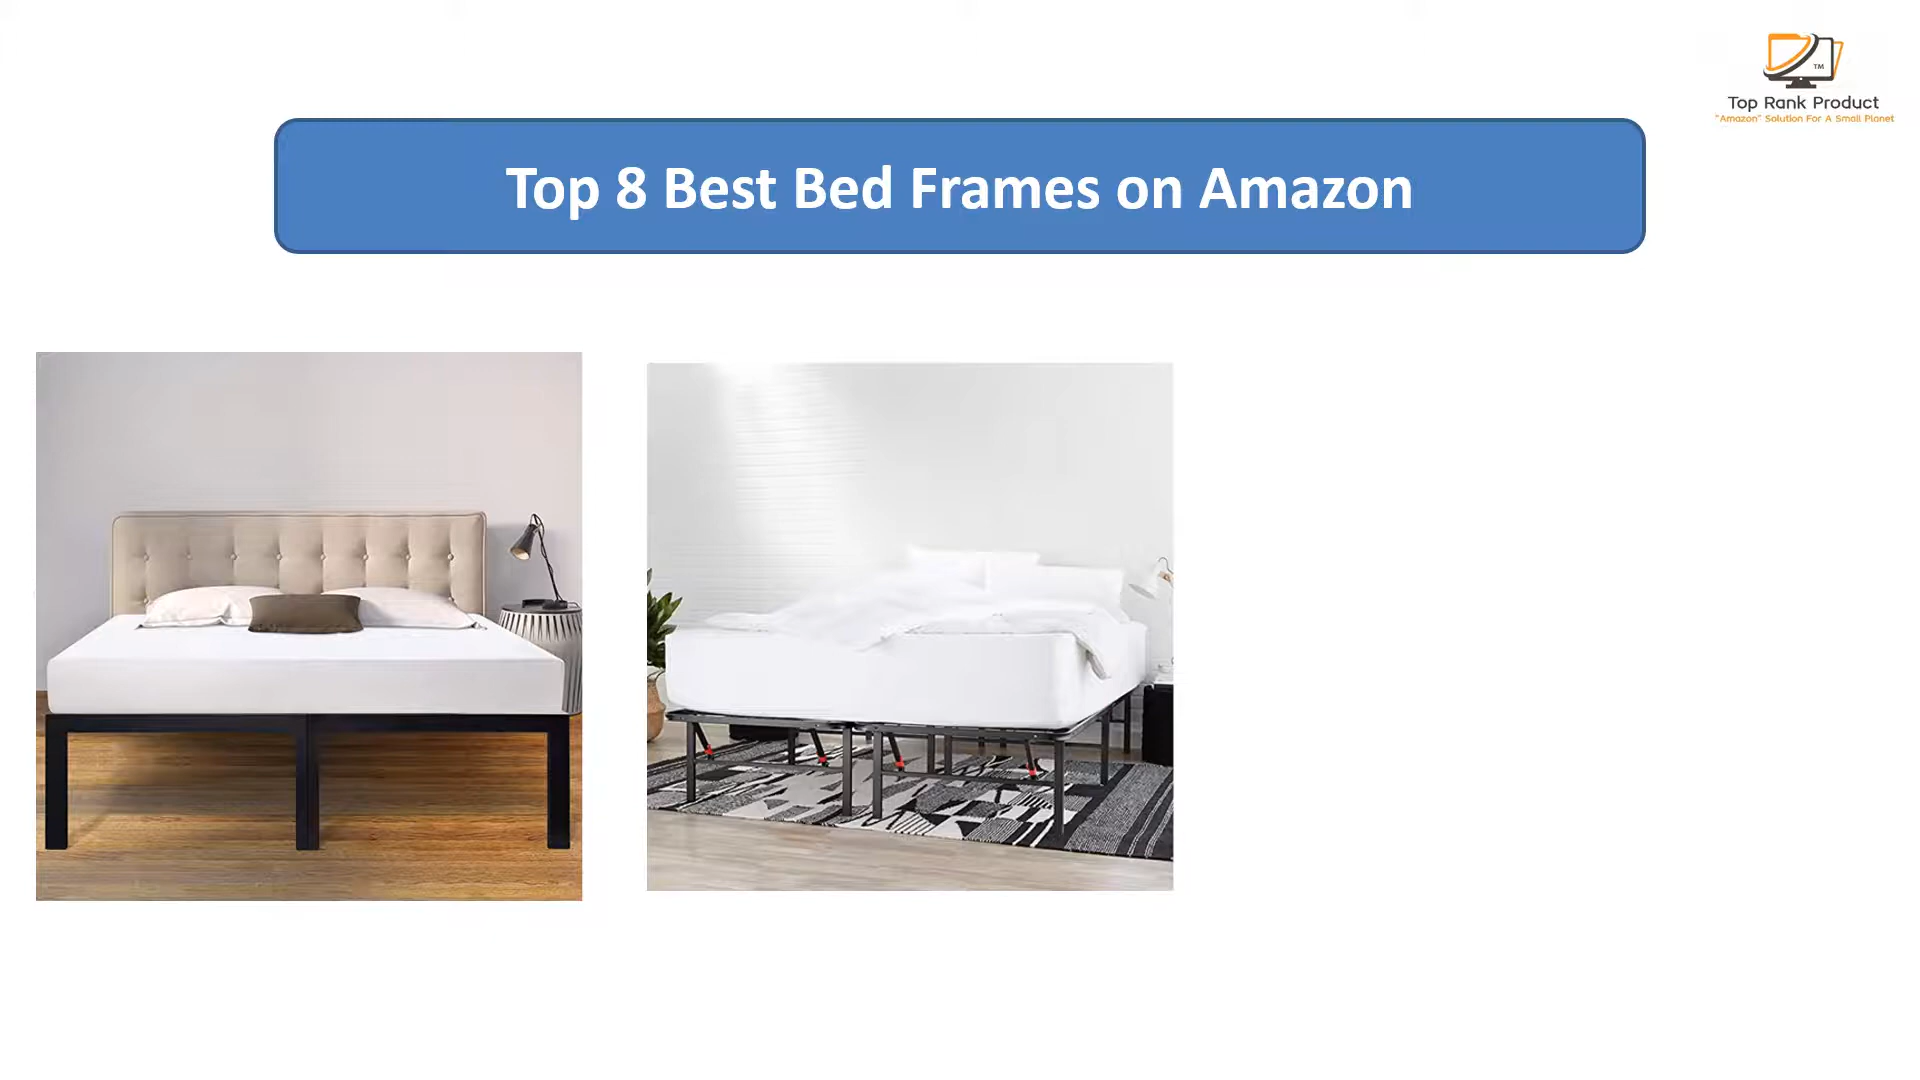 Top Rank Product
"Amazon" Solution For A Small Planet
Top 8 Best Bed Frames on Amazon